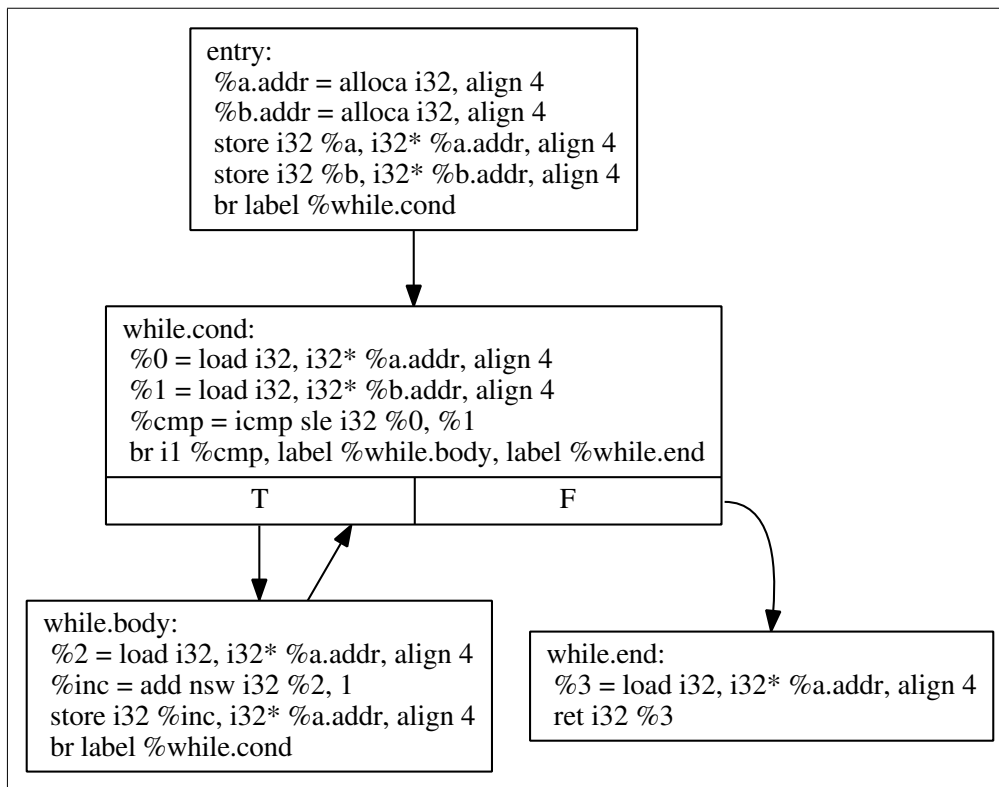 entry:
%a.addr = alloca i32, align 4
%b.addr = alloca i32, align 4
store i32 %a, i32* %a.addr, align 4
store i32 %b, i32* %b.addr, align 4
br label %while.cond
while.cond:
%0 = load i32, i32* %a.addr, align 4
%1 = load i32, i32* %b.addr, align 4
%cmp = icmp sle i32 %0, %1
br i1 %cmp, label %while.body, label %while.end
T
F
while.body:
%2 = load i32, i32* %a.addr, align 4
%inc = add nsw i32 %2, 1
store i32 %inc, i32* %a.addr, align 4
br label %while.cond
while.end:
%3 = load i32, i32* %a.addr, align 4
ret i32 %3